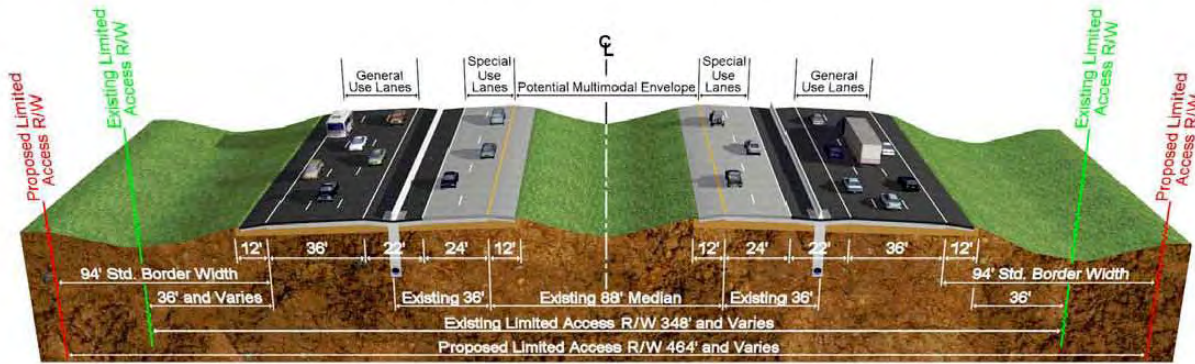 Proposed Limited
Access R/W
Existing Limited
Access R/W
General
Use Lanes
Special
Use
Lanes
Potential Multimodal Envelope
CL
Special
Use
Lanes
General
Use Lanes
Existing Limited
Access R/W
Proposed Limited
Access R/W
12' 36' 22' 24' 12' 12' 24' 22' 36' 12'
94' Std. Border Width 94' Std. Border Width
36' and Varies Existing 36' Existing 88' Median Existing 36' 36'
Existing Limited Access R/W 348' and Varies
Proposed Limited Access R/W 464' and Varies